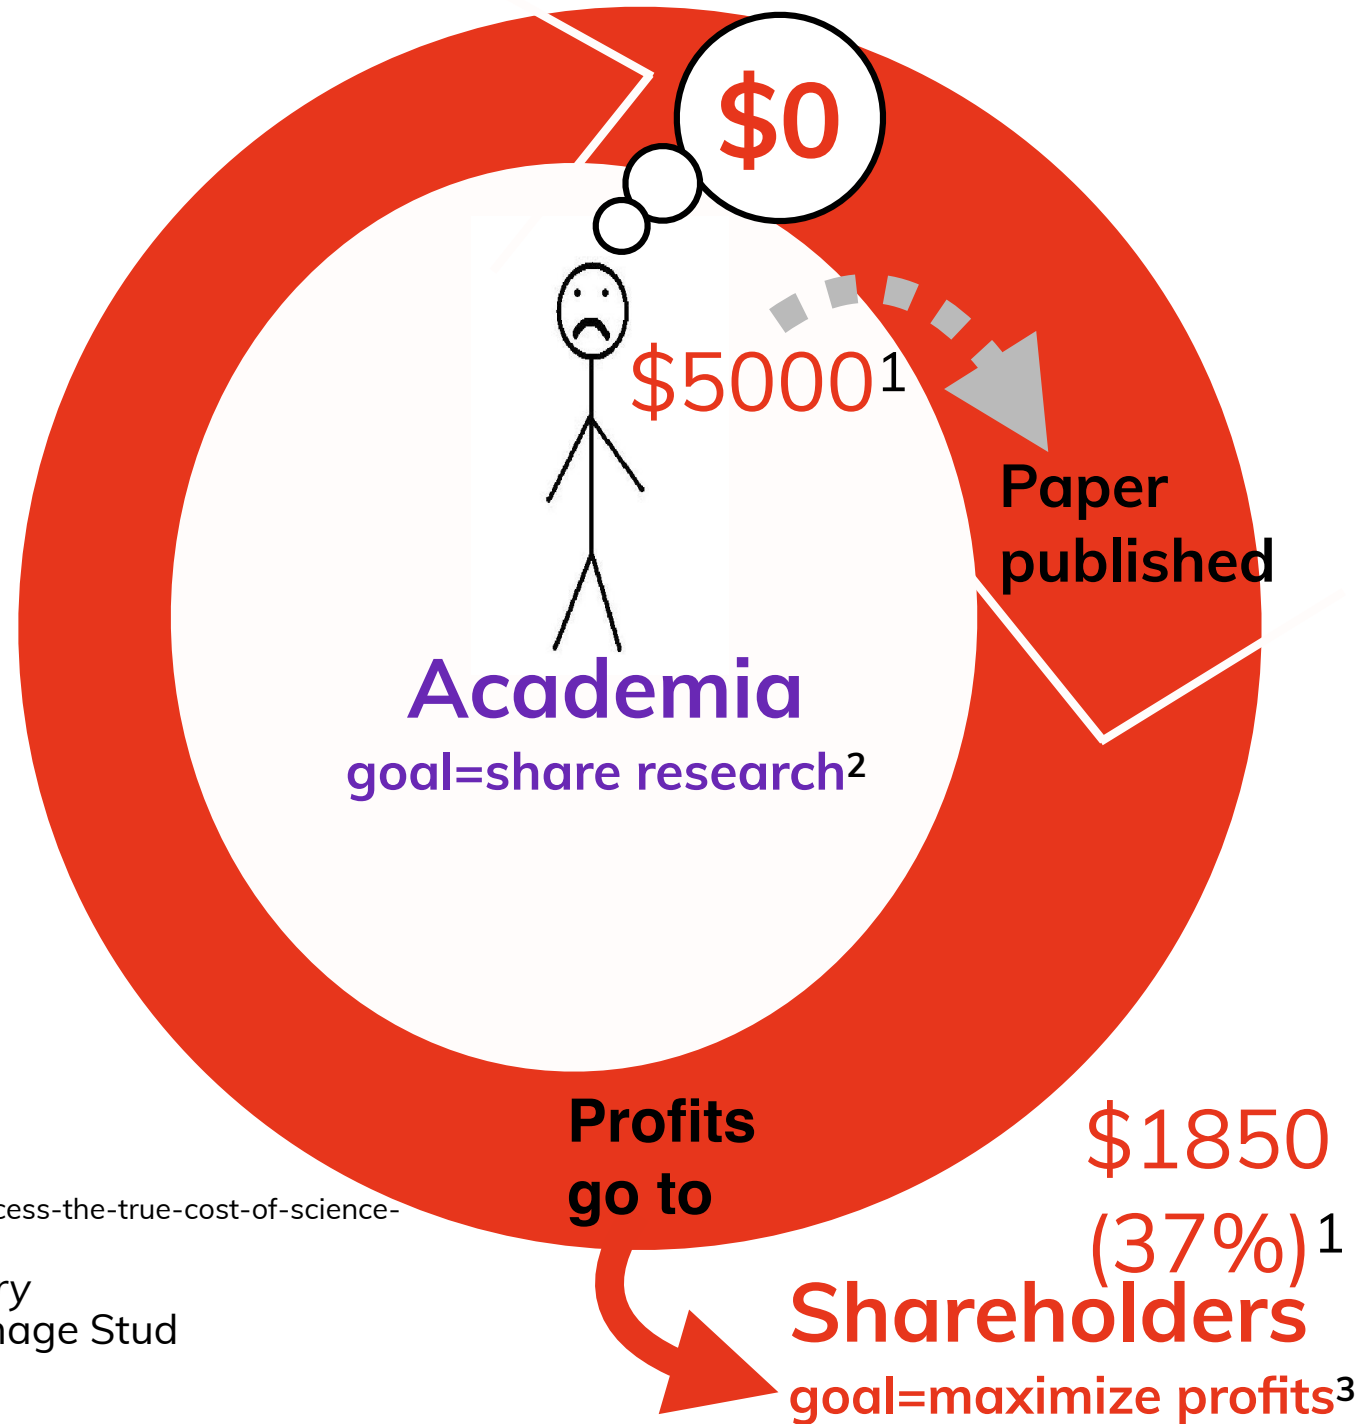 $0
$5000¹
Paper
published
Academia
goal=share research²
Profits
go to
$1850
(37%)¹
Shareholders
goal=maximize profits³
cess-the-true-cost-of-science-
ry
nage Stud